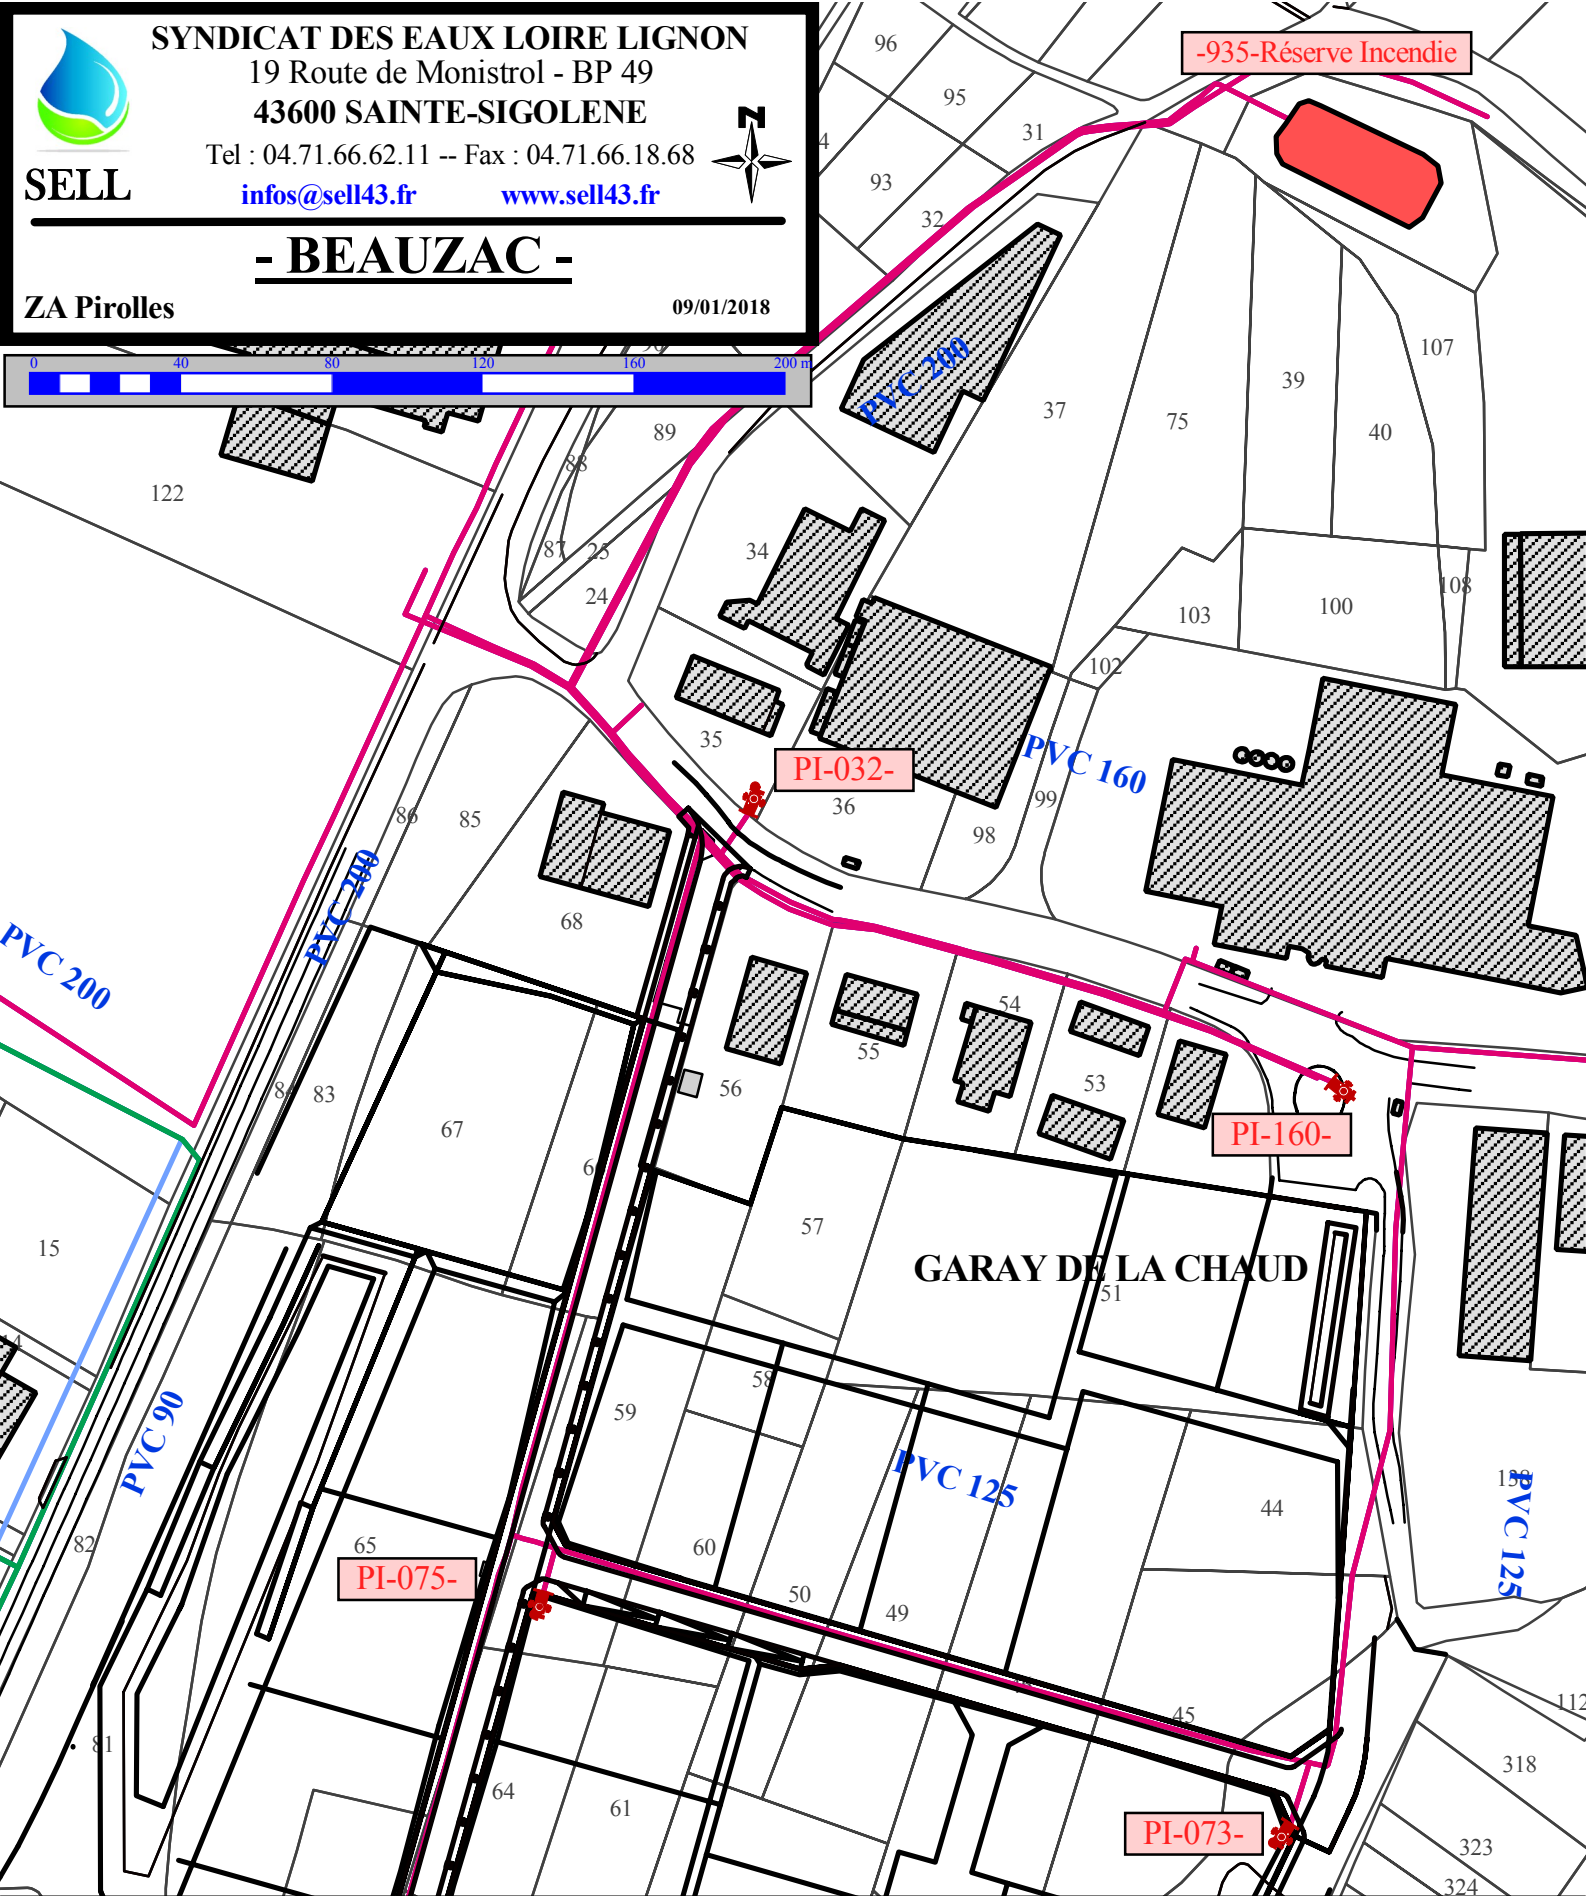 SYNDICAT DES EAUX LOIRE LIGNON
19 Route de Monistrol - BP 49
43600 SAINTE-SIGOLENE
N
Tel : 04.71.66.62.11 -- Fax : 04.71.66.18.68
SELL
infos@sell43.fr www.sell43.fr
- BEAUZAC -
ZA Pirolles 09/01/2018
0 40 80 120 160 200 m
-935-Réserve Incendie
96
95
31
93
32
PVC 200
107
39
37
75
40
89
88
122
87
25
34
24
108
100
103
102
35
PVC 160
PI-032-
36
99
98
86
85
PVC 200
68
PVC 200
54
55
53
56
84
83
67
PI-160-
57
15
GARAY DE LA CHAUD
51
58
59
PVC 90
PVC 125
44
PVC 125
82
65
60
PI-075-
50
49
45
112
81
318
64
61
PI-073-
323
324